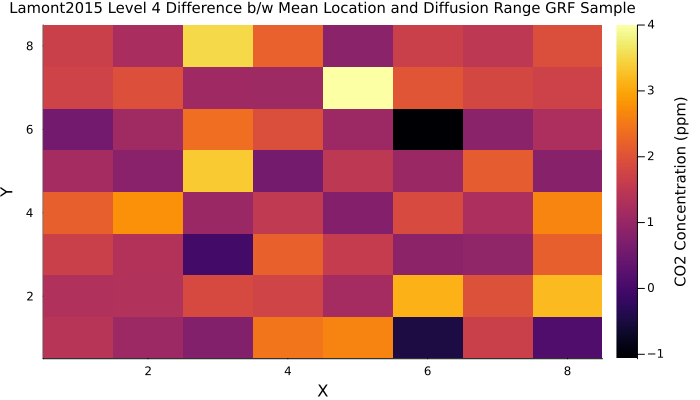 Lamont2015 Level 4 Difference b/w Mean Location and Diffusion Range GRF Sample
8
6
4
2
Y
2 4 6 8
X
4
3
2
1
0
−1
CO2 Concentration (ppm)